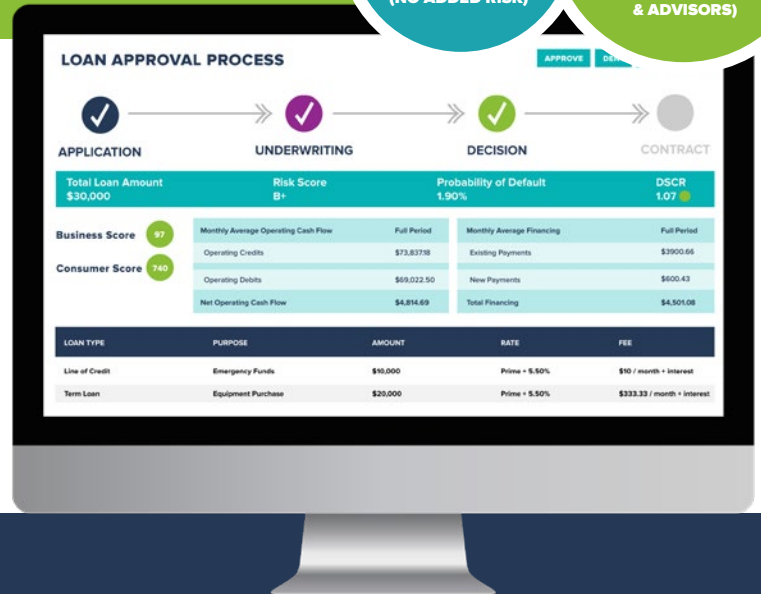 (NO ADDED RISK)
& ADVISORS)
LOAN APPROVAL PROCESS
APPROVE
APPLICATION
UNDERWRITING
DECISION
CONTRACT
Total Loan Amount Risk Score Probability of Default DSCR
$30,000 B+ 1.90% 1.07
Business Score 97
Consumer Score 740
Monthly Average Operating Cash Flow Full Period
Operating Credits $73,837.18
Operating Debits $69,022.50
Net Operating Cash Flow $4,814.69
Monthly Average Financing Full Period
Existing Payments $3900.66
New Payments $600.43
Total Financing $4,501.08
LOAN TYPE PURPOSE AMOUNT RATE FEE
Line of Credit Emergency Funds $10,000 Prime + 5.50% $10 / month + interest
Term Loan Equipment Purchase $20,000 Prime + 5.50% $333.33 / month + interest